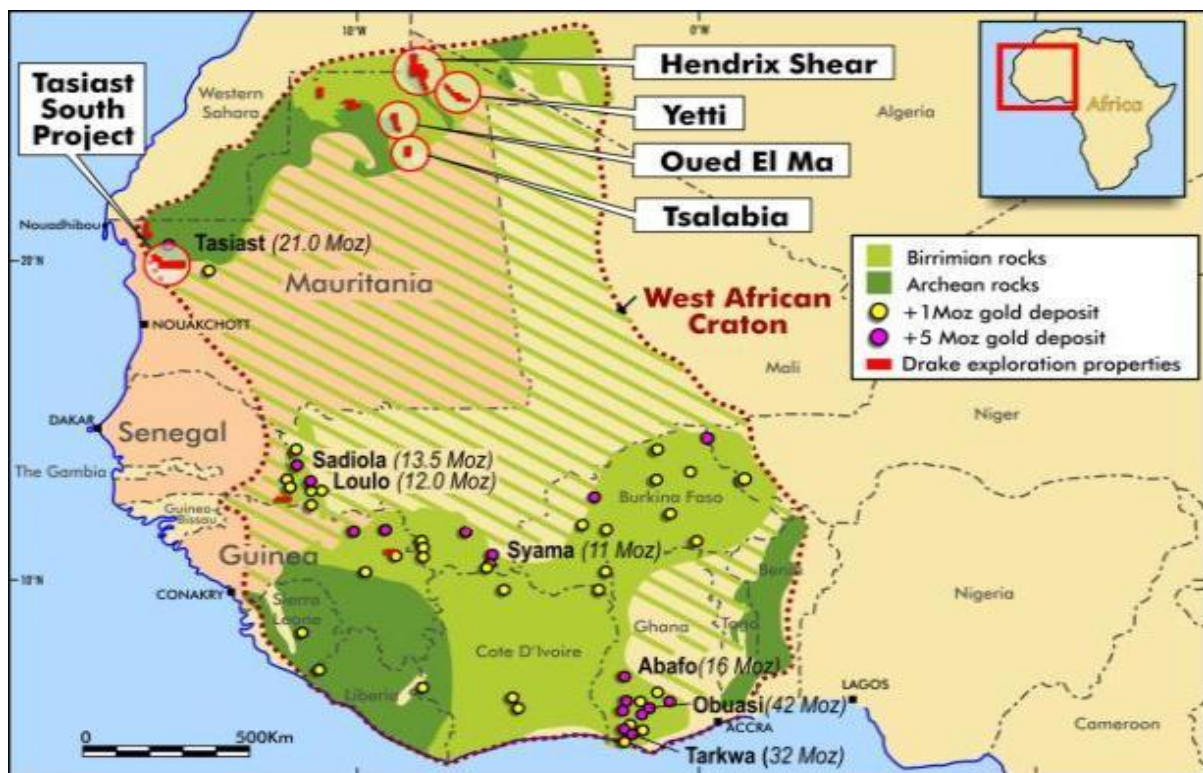 10°W
0°
Hendrix Shear
Tasiast
South
Project
Western
Sahara
Yetti
Algeria
Africa
Oued El Ma
Tsalabia
Nouadhibou
Tasiast (21.0 Moz)
20°N
Mauritania
Birrimian rocks
Archean rocks
+1Moz gold deposit
+5 Moz gold deposit
Drake exploration properties
West African
Craton
NOUAKCHOTT
Mali
Niger
DAKAR
Senegal
The Gambia
Sadiola (13.5 Moz)
Loulo (12.0 Moz)
Burkina Faso
Guinea
Bissau
Guinea
Syama (11 Moz)
10°N
Benin
CONAKRY
Sierra
Leone
Nigeria
Ghana
Togo
Cote D'Ivoire
Abafo (16 Moz)
Liberia
LAGOS
Obuasi (42 Moz)
ACCRA
Cameroon
0
500Km
Tarkwa (32 Moz)